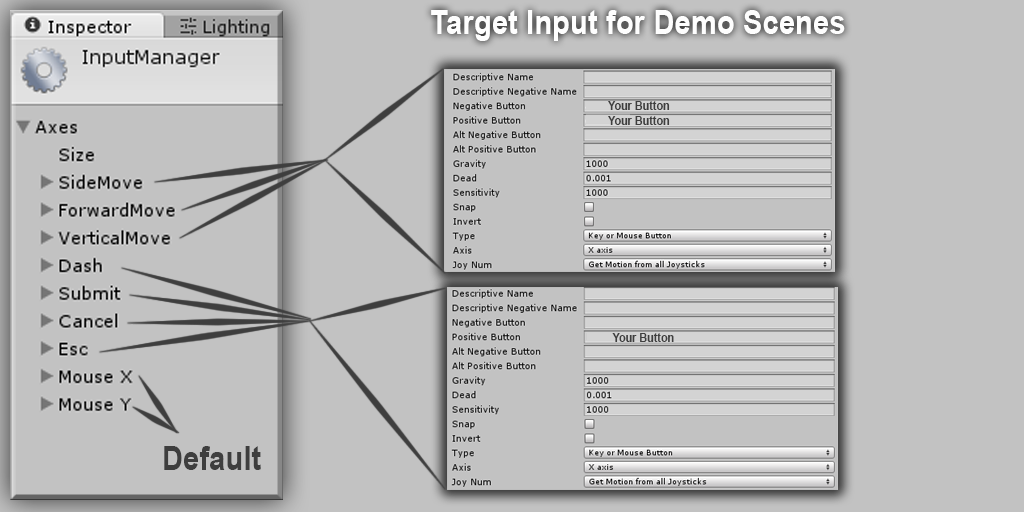 Target Input for Demo Scenes
Inspector
Lighting
InputManager
Axes
Size
SideMove
ForwardMove
VerticalMove
Dash
Submit
Cancel
Esc
Mouse X
Mouse Y
Default
Descriptive Name
Descriptive Negative Name
Negative Button Your Button
Positive Button Your Button
Alt Negative Button
Alt Positive Button
Gravity 1000
Dead 0.001
Sensitivity 1000
Snap
Invert
Type Key or Mouse Button
Axis X axis
Joy Num Get Motion from all Joysticks
Descriptive Name
Descriptive Negative Name
Negative Button
Positive Button Your Button
Alt Negative Button
Alt Positive Button
Gravity 1000
Dead 0.001
Sensitivity 1000
Snap
Invert
Type Key or Mouse Button
Axis X axis
Joy Num Get Motion from all Joysticks